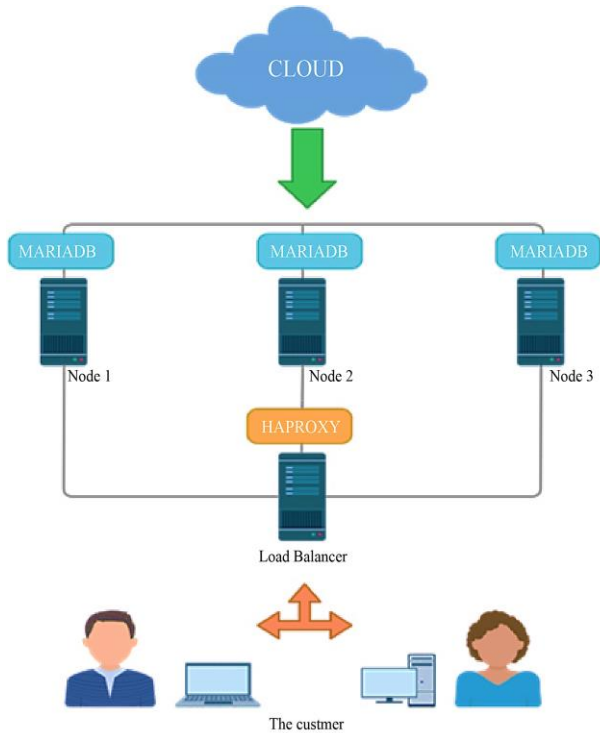 CLOUD
MARIADB
MARIADB
MARIADB
Node 1
Node 2
Node 3
HAPROXY
Load Balancer
The custmer